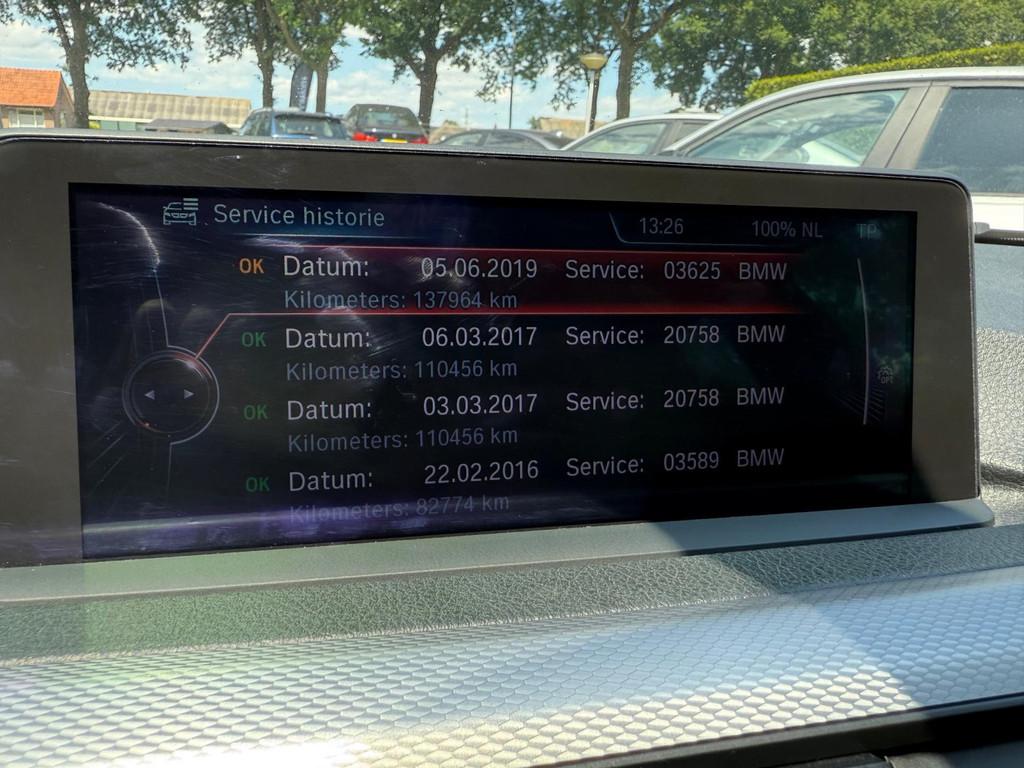 Service historie 13:26 100% NL TP
OK Datum: 05.06.2019 Service: 03625 BMW
Kilometers: 137964 km
OK Datum: 06.03.2017 Service: 20758 BMW
Kilometers: 110456 km
OK Datum: 03.03.2017 Service: 20758 BMW
Kilometers: 110456 km
OK Datum: 22.02.2016 Service: 03589 BMW
Kilometers: 82774 km
OPT